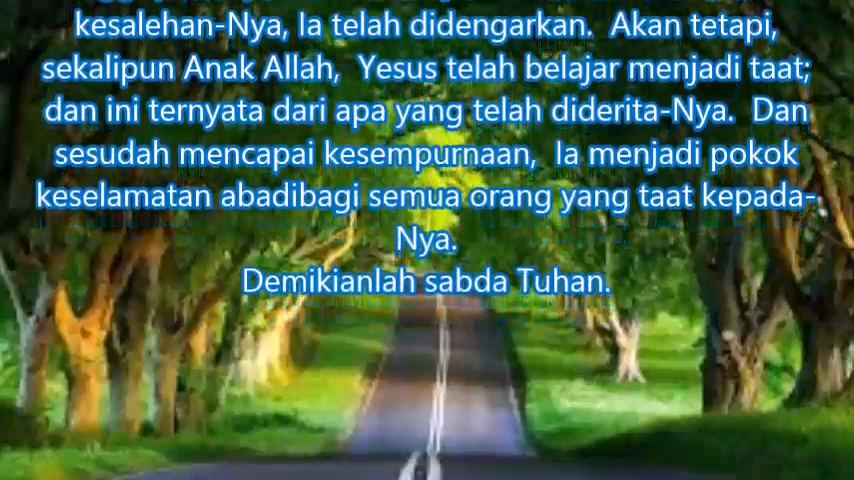 kesalehan-Nya, Ia telah didengarkan. Akan tetapi,
sekalipun Anak Allah, Yesus telah belajar menjadi taat;
dan ini ternyata dari apa yang telah diderita-Nya. Dan
sesudah mencapai kesempurnaan, Ia menjadi pokok
keselamatan abadibagi semua orang yang taat kepada-
Nya.
Demikianlah sabda Tuhan.